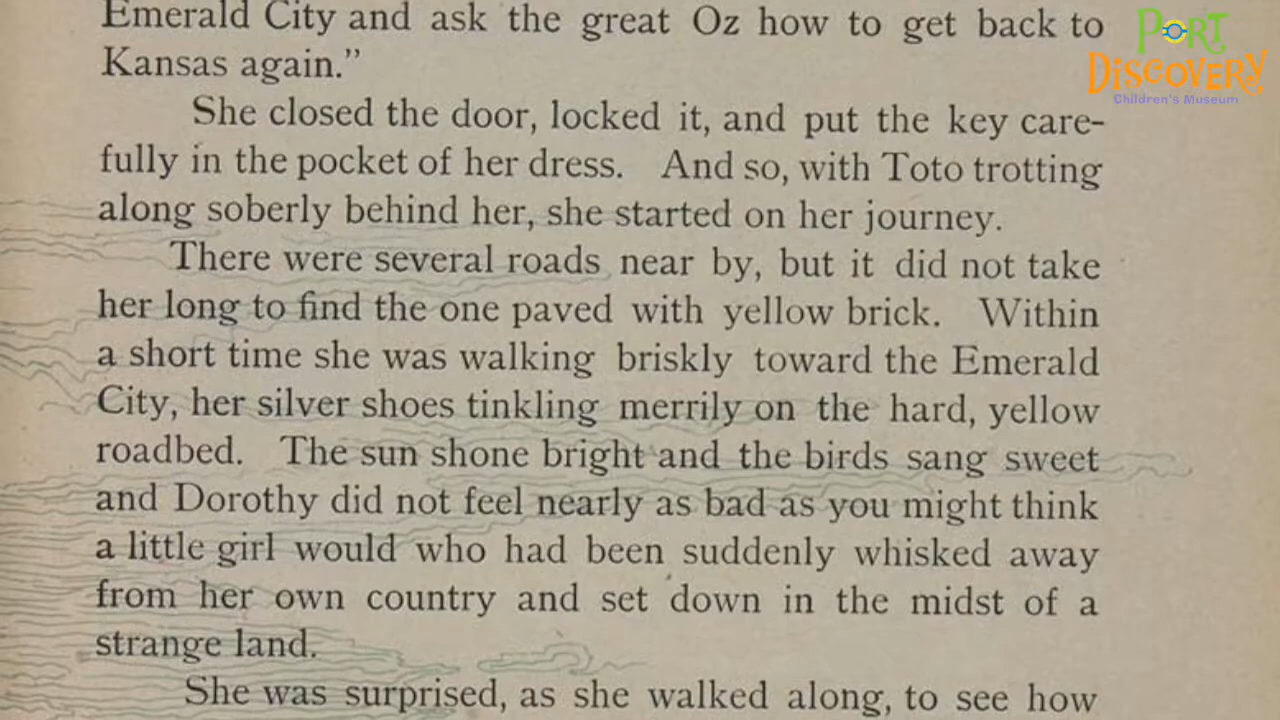 Emerald City and ask the great Oz how to get back to
Kansas again.”
She closed the door, locked it, and put the key care-
fully in the pocket of her dress. And so, with Toto trotting
along soberly behind her, she started on her journey.
There were several roads near by, but it did not take
her long to find the one paved with yellow brick. Within
a short time she was walking briskly toward the Emerald
City, her silver shoes tinkling merrily on the hard, yellow
roadbed. The sun shone bright and the birds sang sweet
and Dorothy did not feel nearly as bad as you might think
a little girl would who had been suddenly whisked away
from her own country and set down in the midst of a
strange land.
She was surprised, as she walked along, to see how
PORT
DISCOVERY
Children's Museum